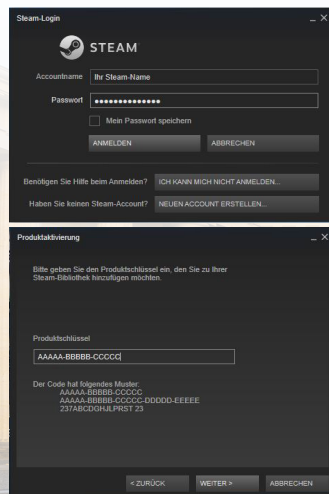 Steam-Login
STEAM
Accountname
Ihr Steam-Name
Passwort
Mein Passwort speichern
ANMELDEN
ABBRECHEN
Benötigen Sie Hilfe beim Anmelden?
ICH KANN MICH NICHT ANMELDEN...
Haben Sie keinen Steam-Account?
NEUEN ACCOUNT ERSTELLEN...
Produktaktivierung
Bitte geben Sie den Produktschlüssel ein, den Sie zu Ihrer
Steam-Bibliothek hinzufügen möchten.
Produktschlüssel
AAAAA-BBBBB-CCCCC
Der Code hat folgendes Muster:
AAAAA-BBBBB-CCCCC
AAAAA-BBBBB-CCCCC-DDDDD-EEEEE
237ABCDGHJLPRST 23
< ZURÜCK
WEITER >
ABBRECHEN